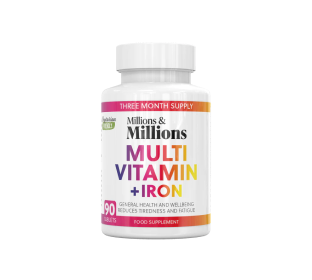 THREE MONTH SUPPLY
Millions &
Millions
MULTI
VITAMIN
+IRON
GENERAL HEALTH AND WELLBEING
REDUCES TIREDNESS AND FATIGUE
90
TABLETS
FOOD SUPPLEMENT